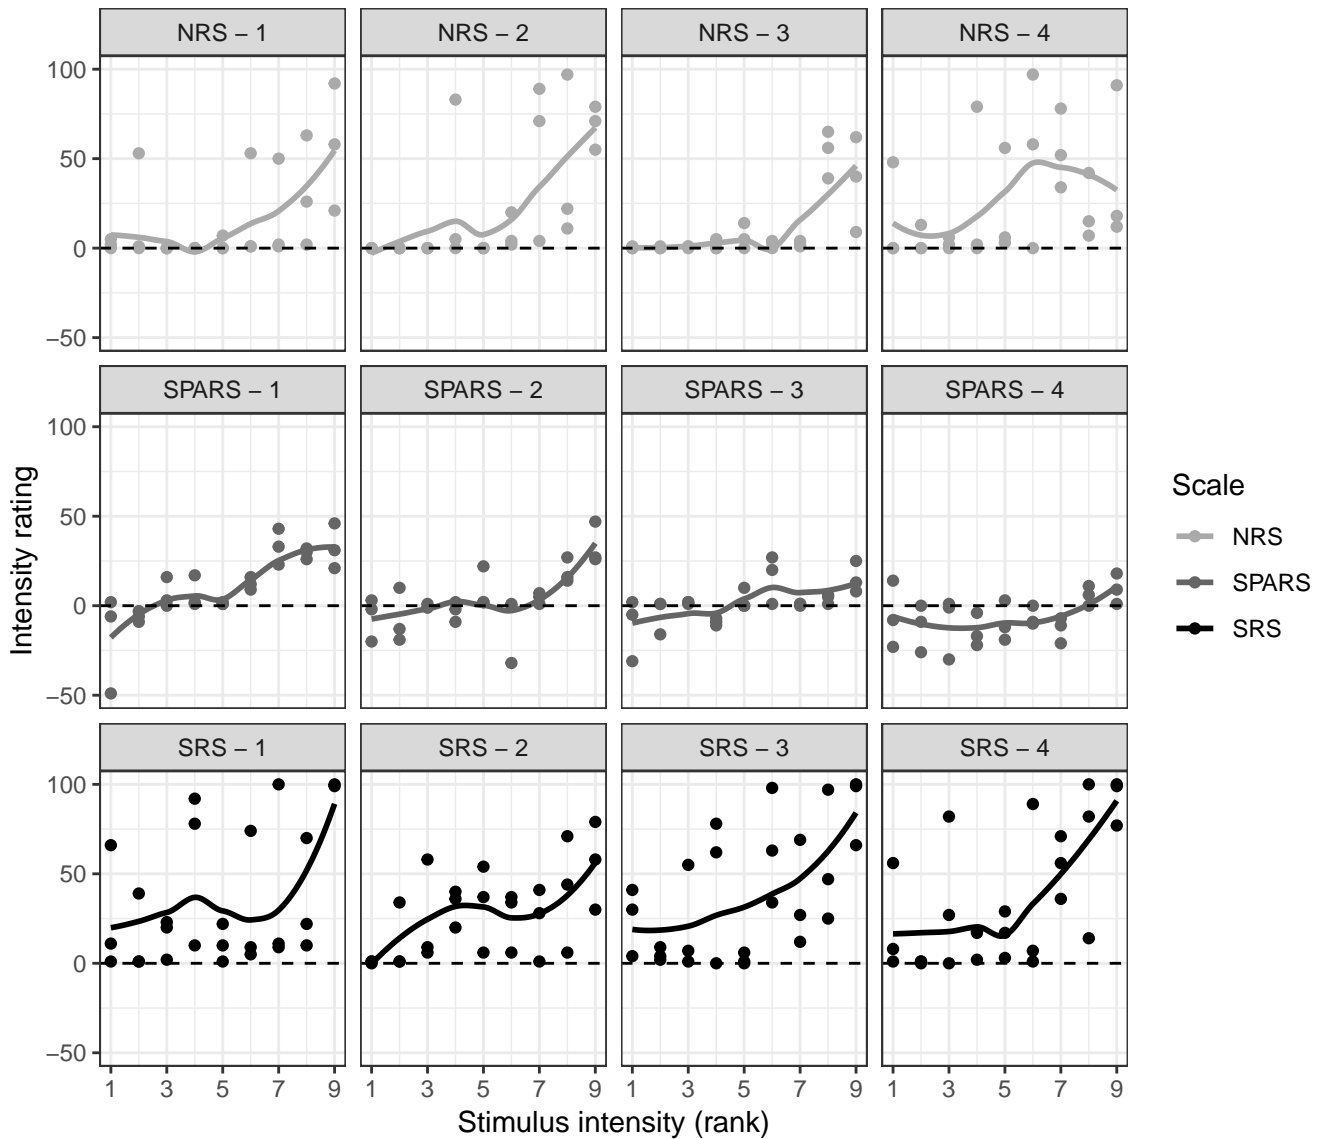 NRS – 1 NRS – 2 NRS – 3 NRS – 4
100
50
0
−50
SPARS – 1 SPARS – 2 SPARS – 3 SPARS – 4
100
50
0
−50
SRS – 1 SRS – 2 SRS – 3 SRS – 4
100
50
0
−50
1 3 5 7 9 1 3 5 7 9 1 3 5 7 9 1 3 5 7 9
Stimulus intensity (rank)
Intensity rating
Scale
NRS
SPARS
SRS